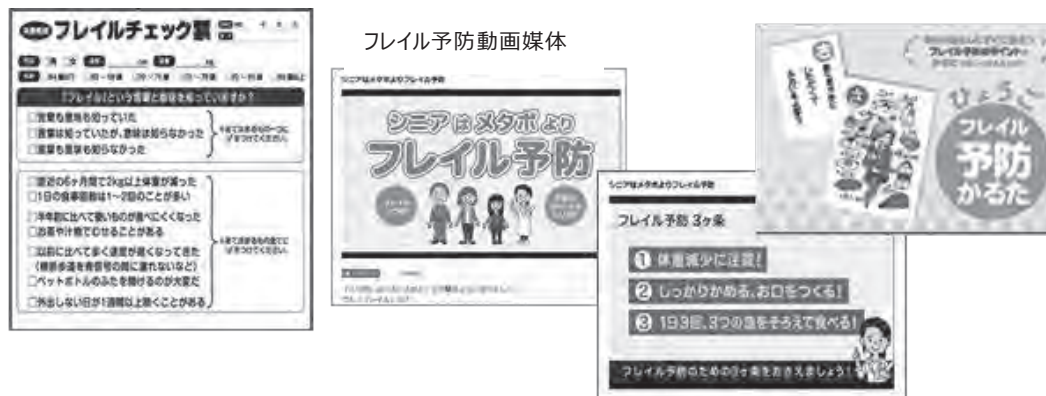 フレイルチェック票
「フレイル」という言葉と意味を知っていますか?
□言葉も意味も知っていた
□言葉は知っていたが、意味は知らなかった
□言葉も意味も知らなかった
□直近の6ヶ月間で2kg以上体重が減った
□1日の食事回数は1~2回のことが多い
□半年前に比べて硬いものが食べにくくなった
□お茶や汁物でむせることがある
□以前に比べて歩く速度が遅くなってきた
(横断歩道を青信号の間に渡れないなど)
□ペットボトルのふたを開けるのが大変だ
□外出しない日が1週間以上続くことがある
フレイル予防動画媒体
シニアはメタボよりフレイル予防
シニアはメタボより
フレイル予防
シニアはメタボよりフレイル予防
フレイル予防 3ヶ条
1 体重減少に注意!
2 しっかりかめる、お口をつくる!
3 1日3回、3つの皿をそろえて食べる!
フレイル予防のための3ヶ条をおさえましょう!
フレイル予防のポイントを
ひょうご
フレイル
予防
かるた